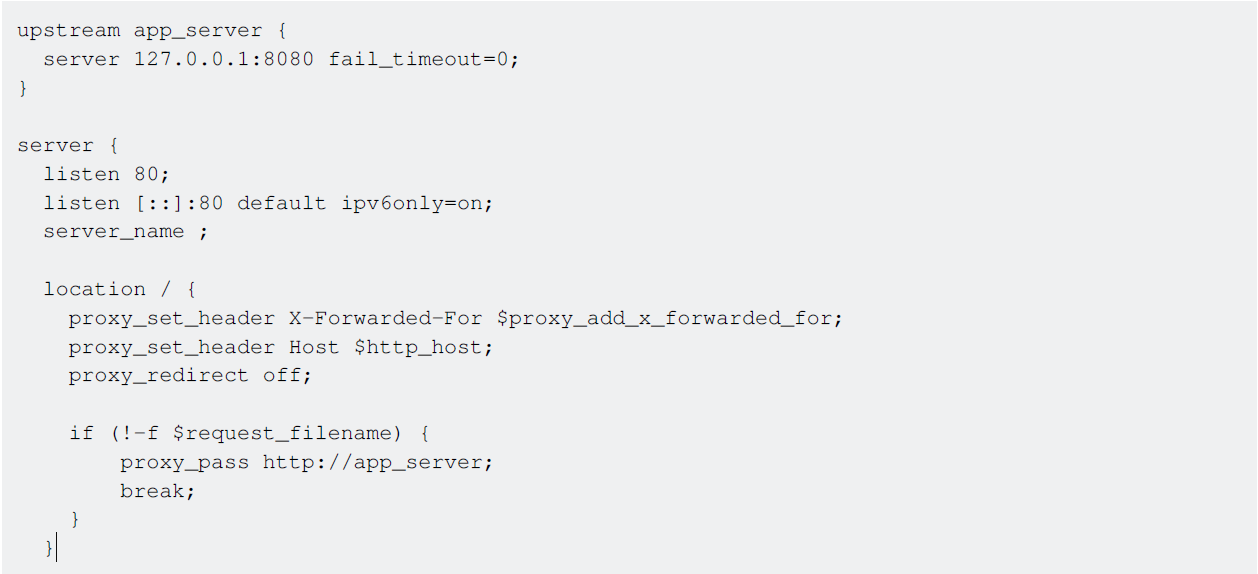 upstream app_server {
  server 127.0.0.1:8080 fail_timeout=0;
}

server {
  listen 80;
  listen [::]:80 default ipv6only=on;
  server_name ;

  location / {
    proxy_set_header X-Forwarded-For $proxy_add_x_forwarded_for;
    proxy_set_header Host $http_host;
    proxy_redirect off;

    if (!-f $request_filename) {
        proxy_pass http://app_server;
        break;
    }
  }